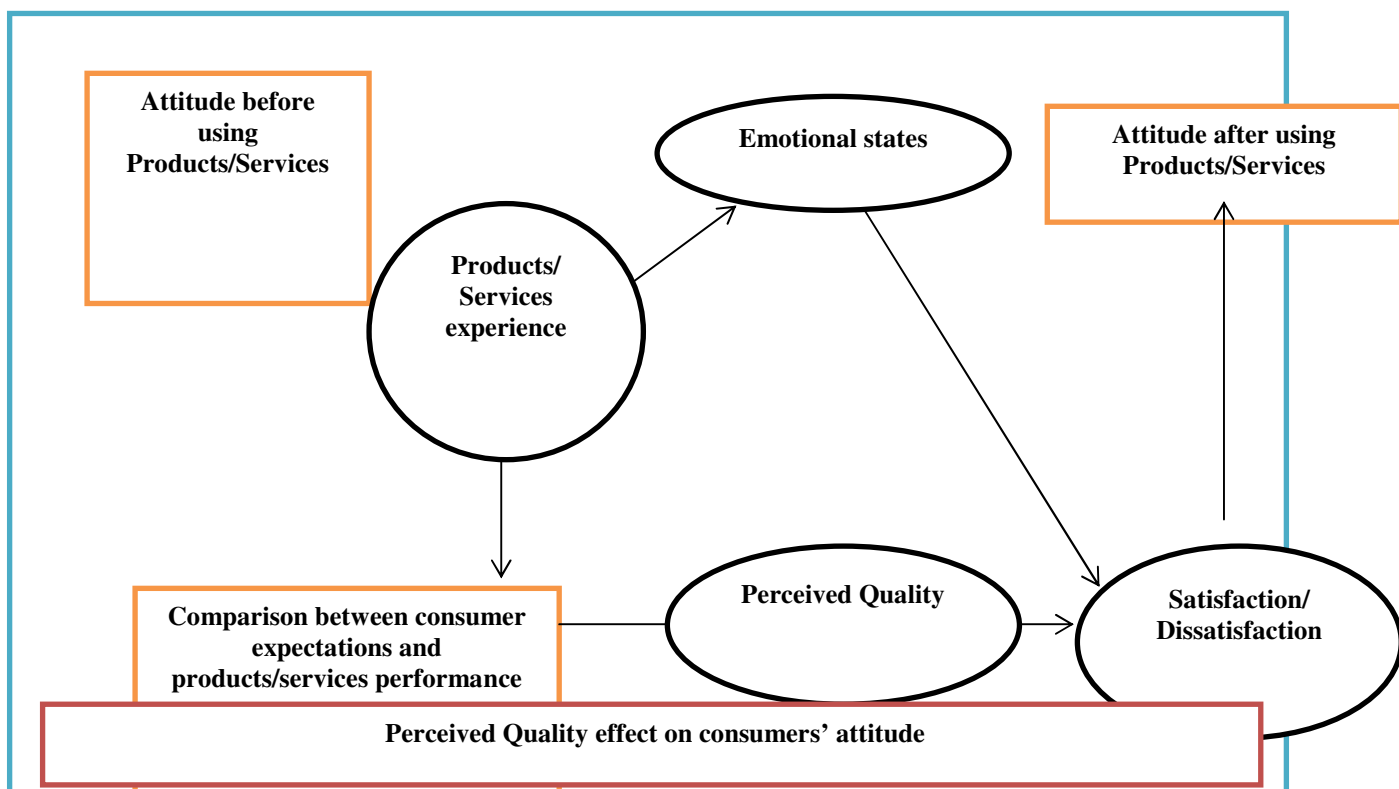 Attitude before
using
Products/Services
Emotional states
Attitude after using
Products/Services
Products/
Services
experience
Perceived Quality
Satisfaction/
Dissatisfaction
Comparison between consumer
expectations and
products/services performance
Perceived Quality effect on consumers’ attitude